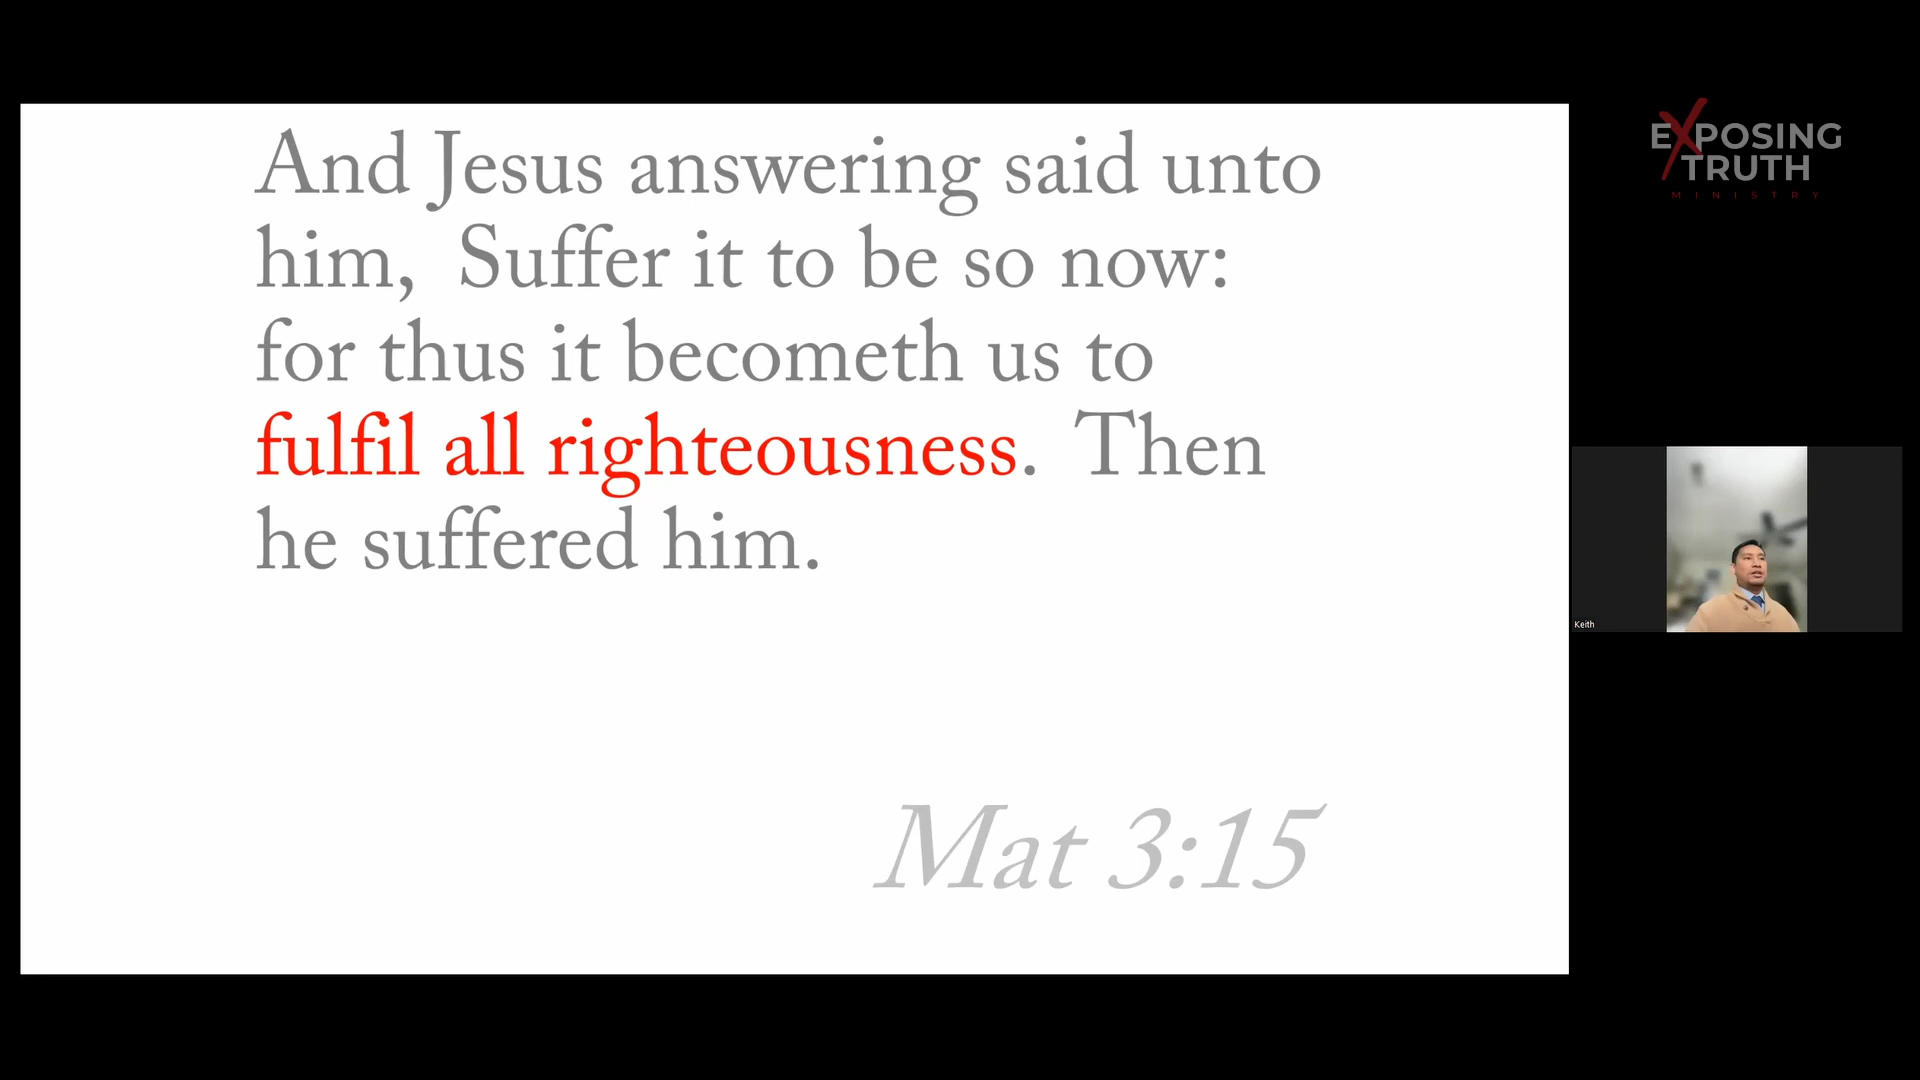 And Jesus answering said unto
him,  Suffer it to be so now:
for thus it becometh us to
fulfil all righteousness.  Then
he suffered him.
Mat 3:15
EXPOSING
TRUTH
MINISTRY
Keith